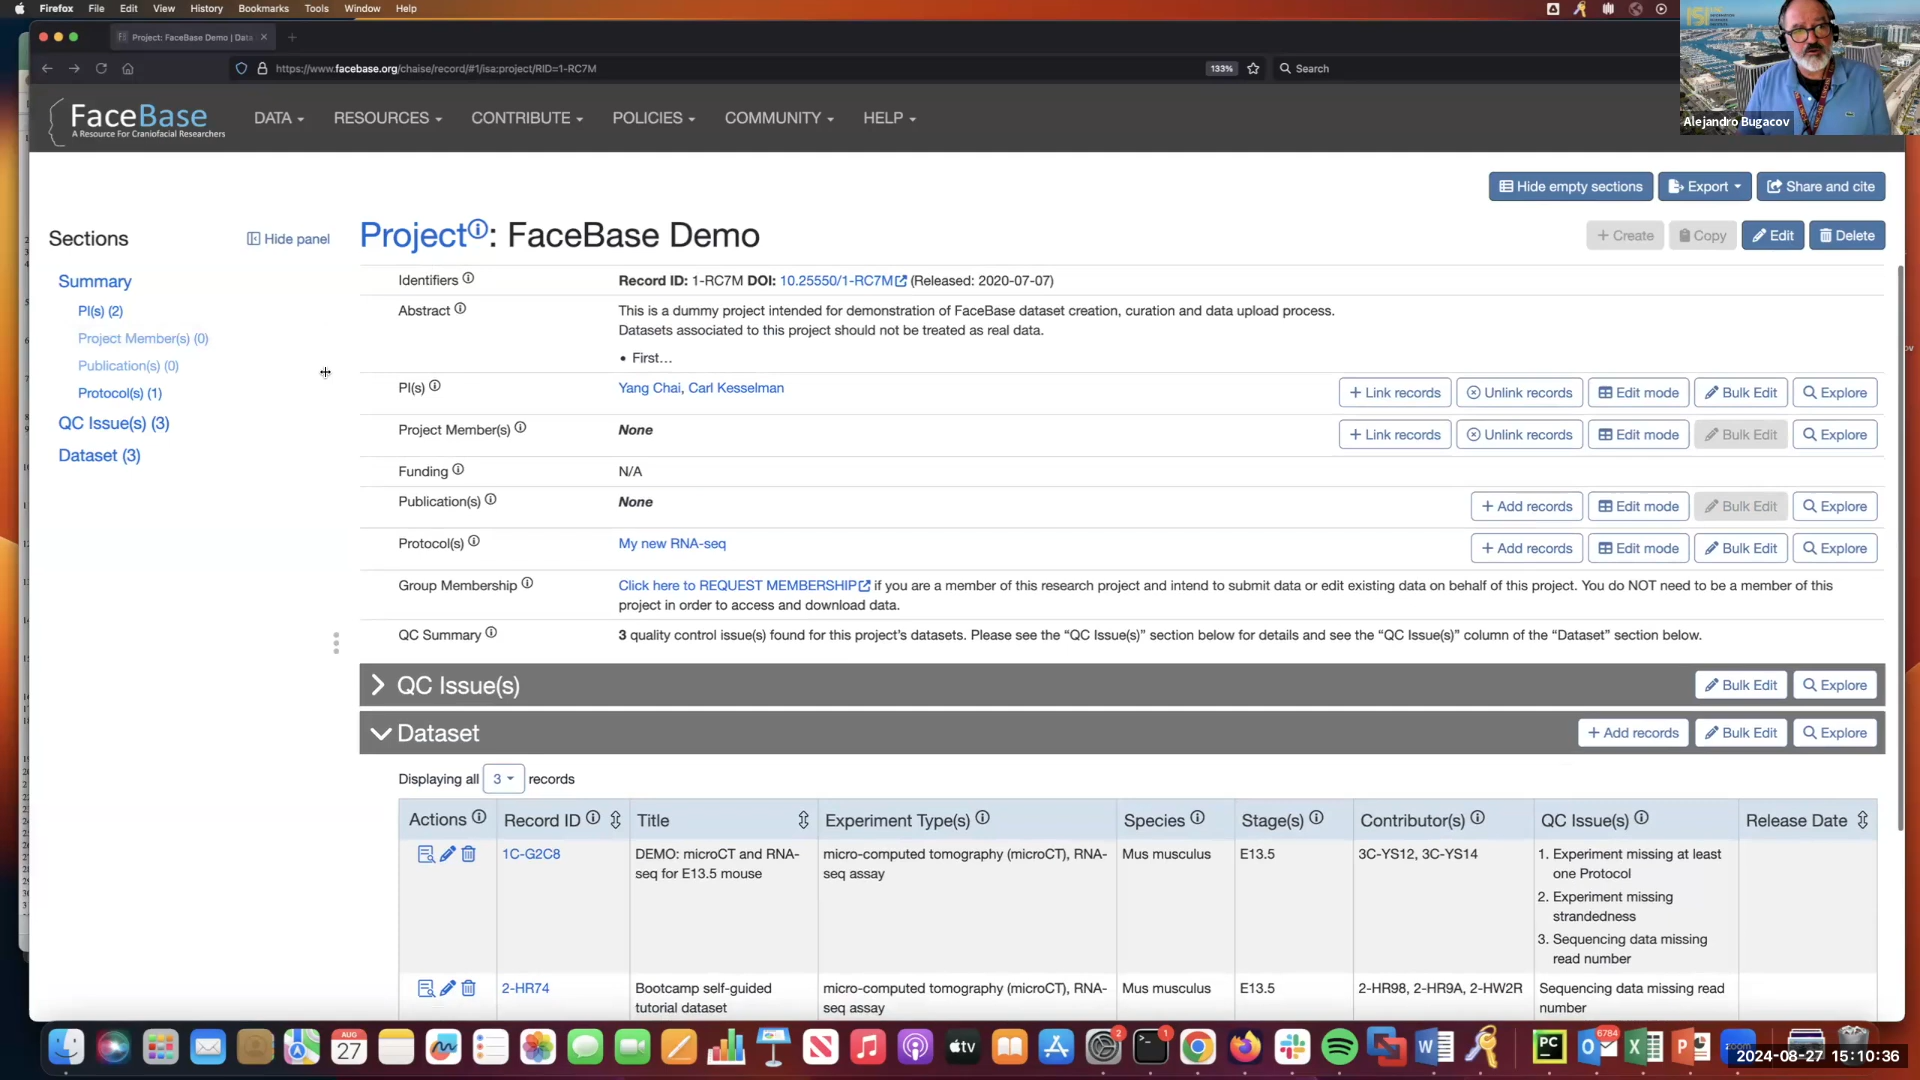 Firefox File Edit View History Bookmarks Tools Window Help
Project: FaceBase Demo | Data
https://www.facebase.org/chaise/record/#1/isa:project/RID=1-RC7M 133% Search
Alejandro Bugacov
FaceBase
A Resource For Craniofacial Researchers
DATA RESOURCES CONTRIBUTE POLICIES COMMUNITY HELP
Hide empty sections Export Share and cite
Sections Hide panel
Summary
PI(s) (2)
Project Member(s) (0)
Publication(s) (0)
Protocol(s) (1)
QC Issue(s) (3)
Dataset (3)
Project: FaceBase Demo
+ Create Copy Edit Delete
Identifiers Record ID: 1-RC7M DOI: 10.25550/1-RC7M (Released: 2020-07-07)
Abstract This is a dummy project intended for demonstration of FaceBase dataset creation, curation and data upload process.
Datasets associated to this project should not be treated as real data.
• First…
PI(s) Yang Chai, Carl Kesselman + Link records Unlink records Edit mode Bulk Edit Explore
Project Member(s) None + Link records Unlink records Edit mode Bulk Edit Explore
Funding N/A
Publication(s) None + Add records Edit mode Bulk Edit Explore
Protocol(s) My new RNA-seq + Add records Edit mode Bulk Edit Explore
Group Membership Click here to REQUEST MEMBERSHIP if you are a member of this research project and intend to submit data or edit existing data on behalf of this project. You do NOT need to be a member of this
project in order to access and download data.
QC Summary 3 quality control issue(s) found for this project's datasets. Please see the “QC Issue(s)” section below for details and see the “QC Issue(s)” column of the “Dataset” section below.
QC Issue(s) Bulk Edit Explore
Dataset + Add records Bulk Edit Explore
Displaying all 3 records
Actions Record ID Title Experiment Type(s) Species Stage(s) Contributor(s) QC Issue(s) Release Date
1C-G2C8 DEMO: microCT and RNA- micro-computed tomography (microCT), RNA- Mus musculus E13.5 3C-YS12, 3C-YS14 1. Experiment missing at least
seq for E13.5 mouse seq assay one Protocol
2. Experiment missing
strandedness
3. Sequencing data missing
read number
2-HR74 Bootcamp self-guided micro-computed tomography (microCT), RNA- Mus musculus E13.5 2-HR98, 2-HR9A, 2-HW2R Sequencing data missing read
tutorial dataset seq assay number
AUG
27
tv
2
1
PC
6784
zoom
2024-08-27 15:10:36